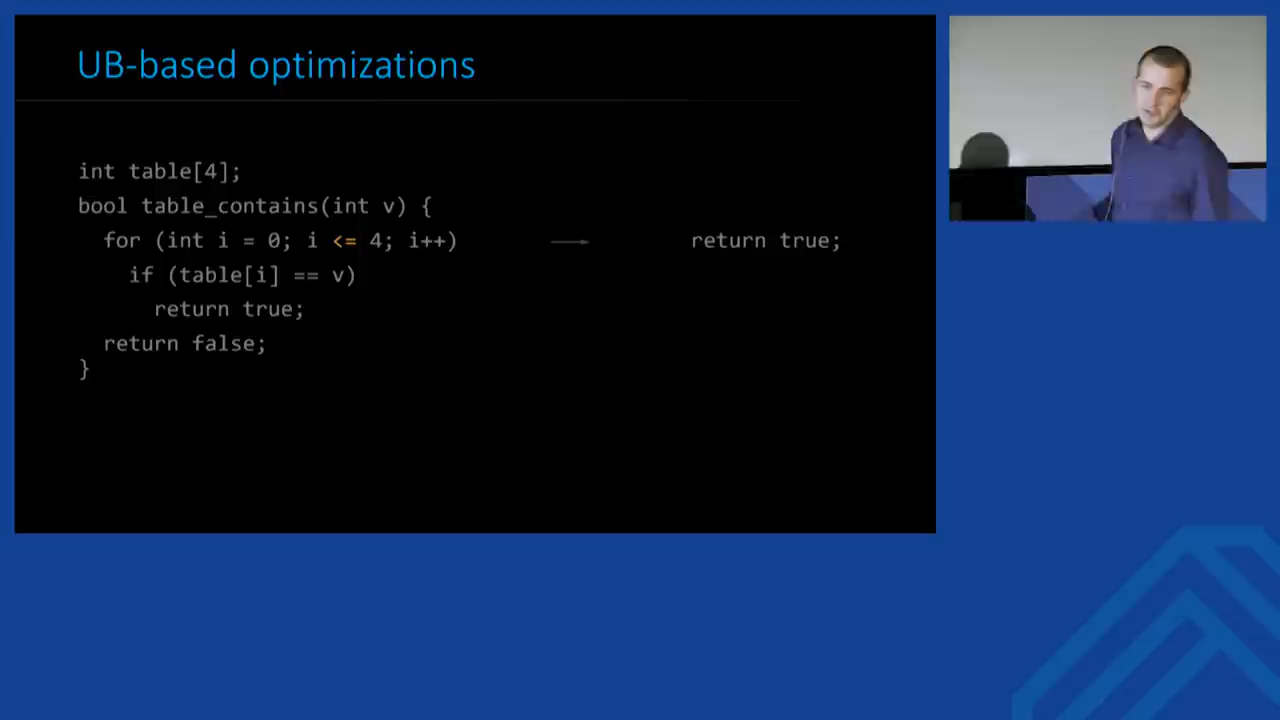 UB-based optimizations
int table[4];
bool table_contains(int v) {
for (int i = 0; i <= 4; i++)
return true;
if (table[i] == v)
return true;
return false;
}